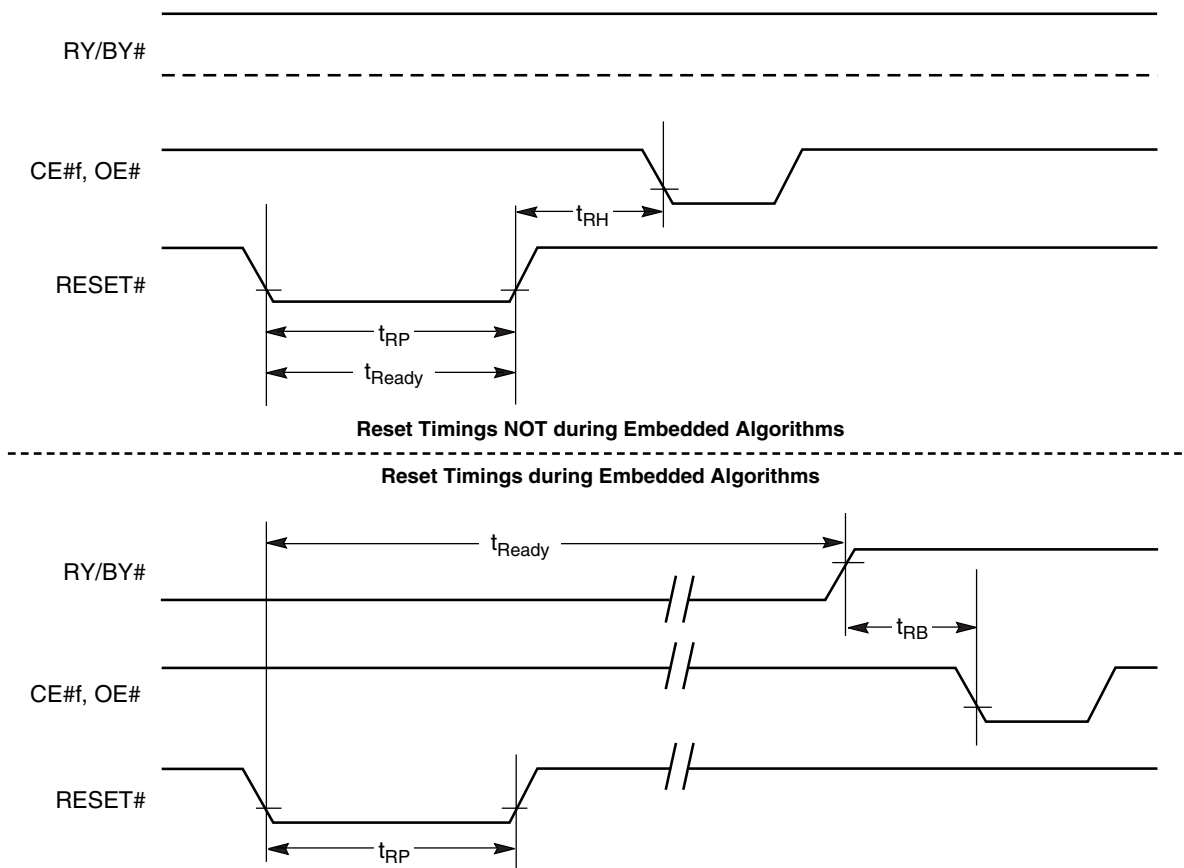 RY/BY#
CE#f, OE#
tRH
RESET#
tRP
tReady
Reset Timings NOT during Embedded Algorithms
Reset Timings during Embedded Algorithms
tReady
RY/BY#
tRB
CE#f, OE#
RESET#
tRP